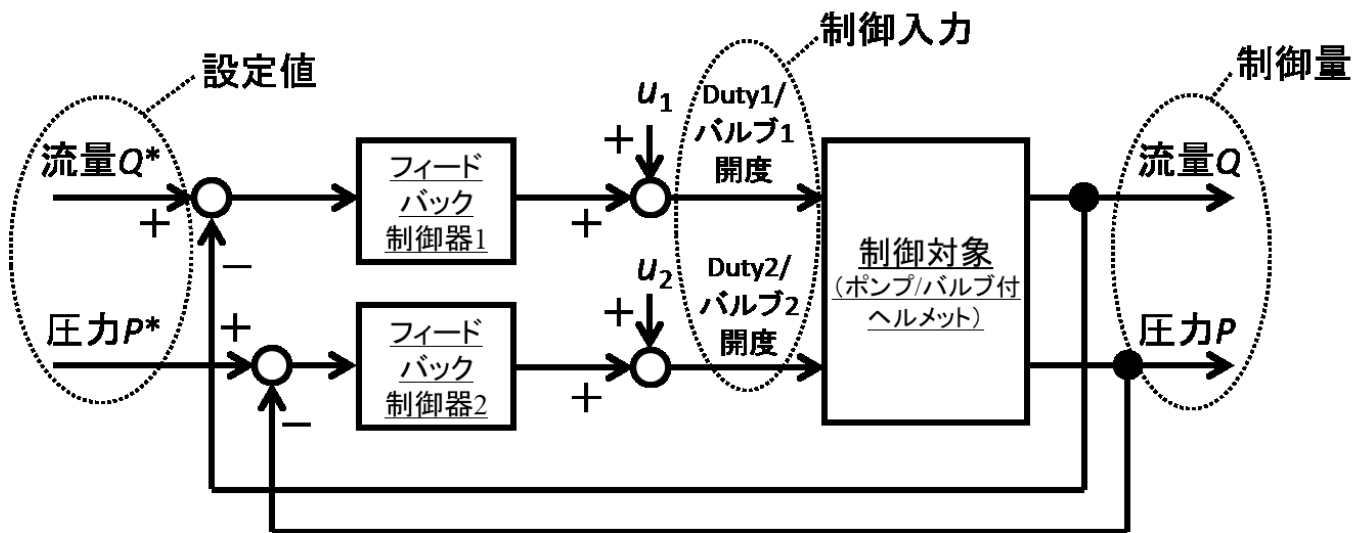 制御入力
設定値
制御量
流量Q*
+
−
フィード
バック
制御器1
+
u1
+
Duty1/
バルブ1
開度
流量Q
制御対象
(ポンプ/バルブ付
ヘルメット)
圧力P*
+
−
フィード
バック
制御器2
+
u2
+
Duty2/
バルブ2
開度
圧力P